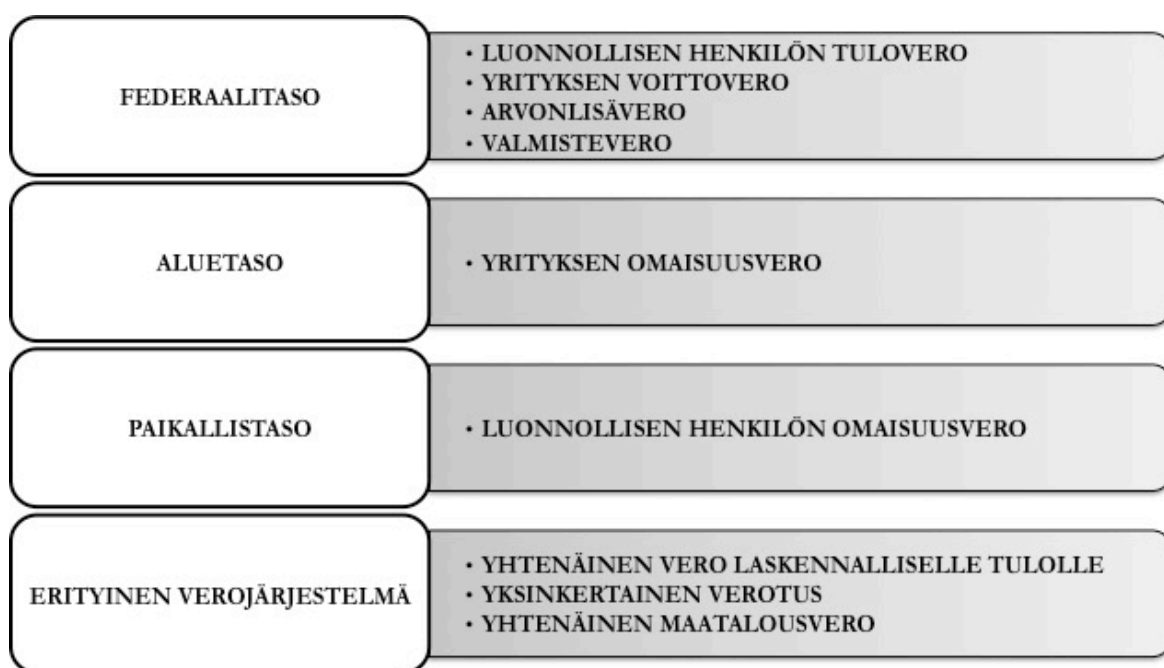 FEDERAALITASO
• LUONNOLLISEN HENKILÖN TULOVERO
• YRITYKSEN VOITTOVERO
• ARVONLISÄVERO
• VALMISTEVERO
ALUETASO
• YRITYKSEN OMAISUUSVERO
PAIKALLISTASO
• LUONNOLLISEN HENKILÖN OMAISUUSVERO
ERITYINEN VEROJÄRJESTELMÄ
• YHTENÄINEN VERO LASKENNALLISELLE TULOLLE
• YKSINKERTAINEN VEROTUS
• YHTENÄINEN MAATALOUSVERO